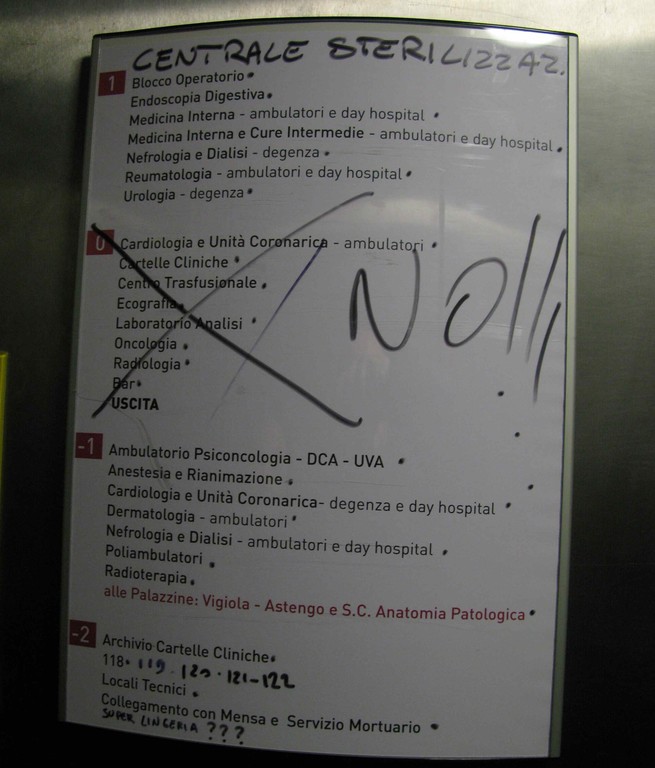 CENTRALE STERILIZZAZ.
1 Blocco Operatorio
Endoscopia Digestiva
Medicina Interna - ambulatori e day hospital
Medicina Interna e Cure Intermedie - ambulatori e day hospital
Nefrologia e Dialisi - degenza
Reumatologia - ambulatori e day hospital
Urologia - degenza
0 Cardiologia e Unità Coronarica - ambulatori
Cartelle Cliniche
Centro Trasfusionale
Ecografia
Laboratorio Analisi
Oncologia
Radiologia
Bar
USCITA
NO!!
-1 Ambulatorio Psiconcologia - DCA - UVA
Anestesia e Rianimazione
Cardiologia e Unità Coronarica- degenza e day hospital
Dermatologia - ambulatori
Nefrologia e Dialisi - ambulatori e day hospital
Poliambulatori
Radioterapia
alle Palazzine: Vigiola - Astengo e S.C. Anatomia Patologica
-2 Archivio Cartelle Cliniche
118 119 - 120 - 121 - 122
Locali Tecnici
Collegamento con Mensa e Servizio Mortuario
SUPER LINGERIA ???